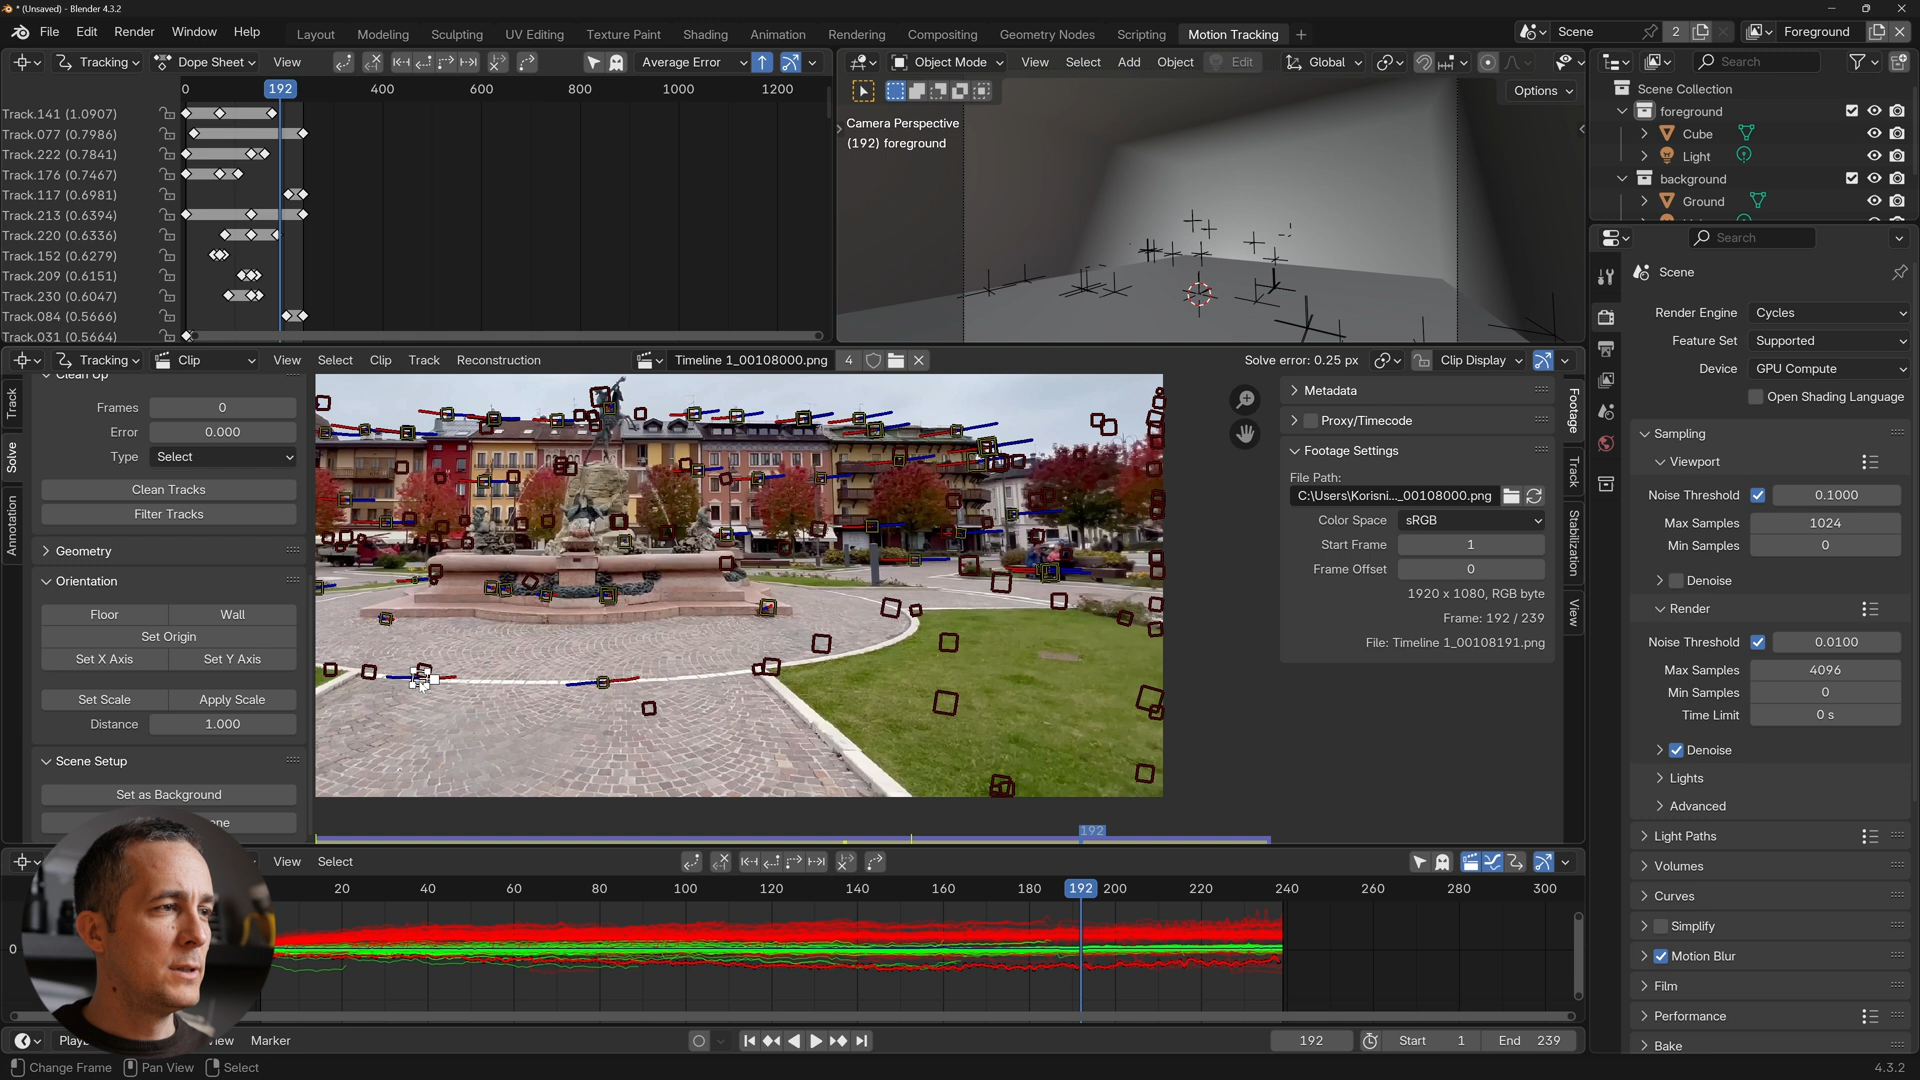 * (Unsaved) - Blender 4.3.2
File Edit Render Window Help
Layout Modeling Sculpting UV Editing Texture Paint Shading Animation Rendering Compositing Geometry Nodes Scripting Motion Tracking +
Scene 2 Foreground
Tracking Dope Sheet View Average Error
0 192 400 600 800 1000 1200
Track.141 (1.0907)
Track.077 (0.7986)
Track.222 (0.7841)
Track.176 (0.7467)
Track.117 (0.6981)
Track.213 (0.6394)
Track.220 (0.6336)
Track.152 (0.6279)
Track.209 (0.6151)
Track.230 (0.6047)
Track.084 (0.5666)
Track.031 (0.5664)
Object Mode View Select Add Object Edit Global
Options
Camera Perspective
(192) foreground
Search
Scene Collection
foreground
Cube
Light
background
Ground
Search
Scene
Render Engine Cycles
Feature Set Supported
Device GPU Compute
Open Shading Language
Sampling
Viewport
Noise Threshold 0.1000
Max Samples 1024
Min Samples 0
Denoise
Render
Noise Threshold 0.0100
Max Samples 4096
Min Samples 0
Time Limit 0 s
Denoise
Lights
Advanced
Light Paths
Volumes
Curves
Simplify
Motion Blur
Film
Performance
Bake
Tracking Clip View Select Clip Track Reconstruction Timeline 1_00108000.png 4 Solve error: 0.25 px Clip Display
Track
Solve
Annotation
Clean Up
Frames 0
Error 0.000
Type Select
Clean Tracks
Filter Tracks
Geometry
Orientation
Floor Wall
Set Origin
Set X Axis Set Y Axis
Set Scale Apply Scale
Distance 1.000
Scene Setup
Set as Background
ne
Metadata
Proxy/Timecode
Footage Settings
File Path:
C:\Users\Korisni..._00108000.png
Color Space sRGB
Start Frame 1
Frame Offset 0
1920 x 1080, RGB byte
Frame: 192 / 239
File: Timeline 1_00108191.png
Footage
Track
Stabilization
View
192
View Select
20 40 60 80 100 120 140 160 180 192 200 220 240 260 280 300
0
Playb View Marker
192 Start 1 End 239
Change Frame Pan View Select
4.3.2